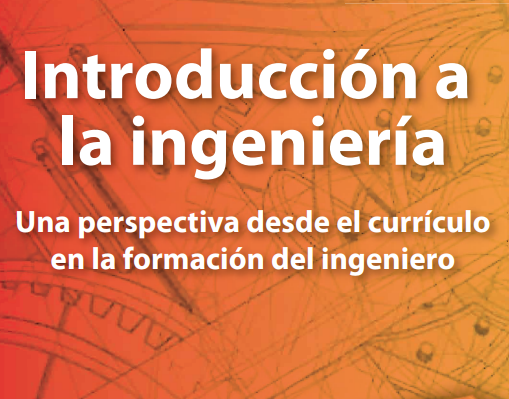 Introducción a
la ingeniería
Una perspectiva desde el currículo
en la formación del ingeniero